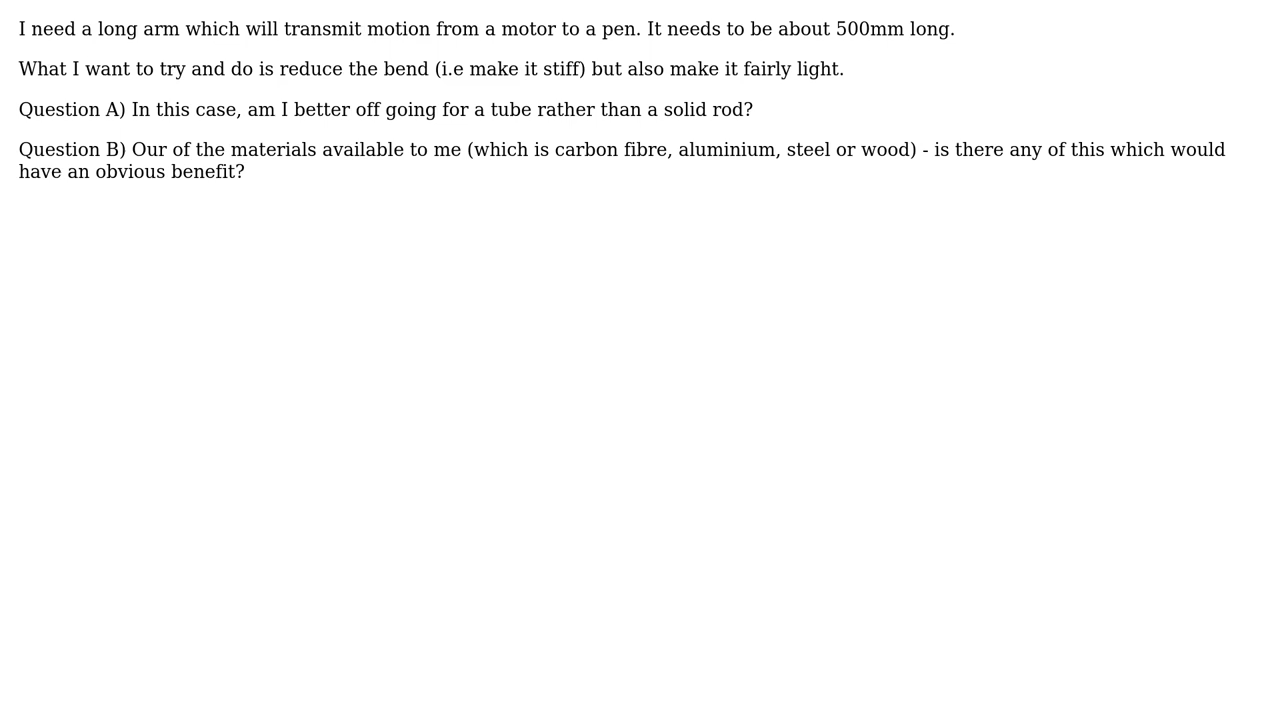 I need a long arm which will transmit motion from a motor to a pen. It needs to be about 500mm long.
What I want to try and do is reduce the bend (i.e make it stiff) but also make it fairly light.
Question A) In this case, am I better off going for a tube rather than a solid rod?
Question B) Our of the materials available to me (which is carbon fibre, aluminium, steel or wood) - is there any of this which would
have an obvious benefit?